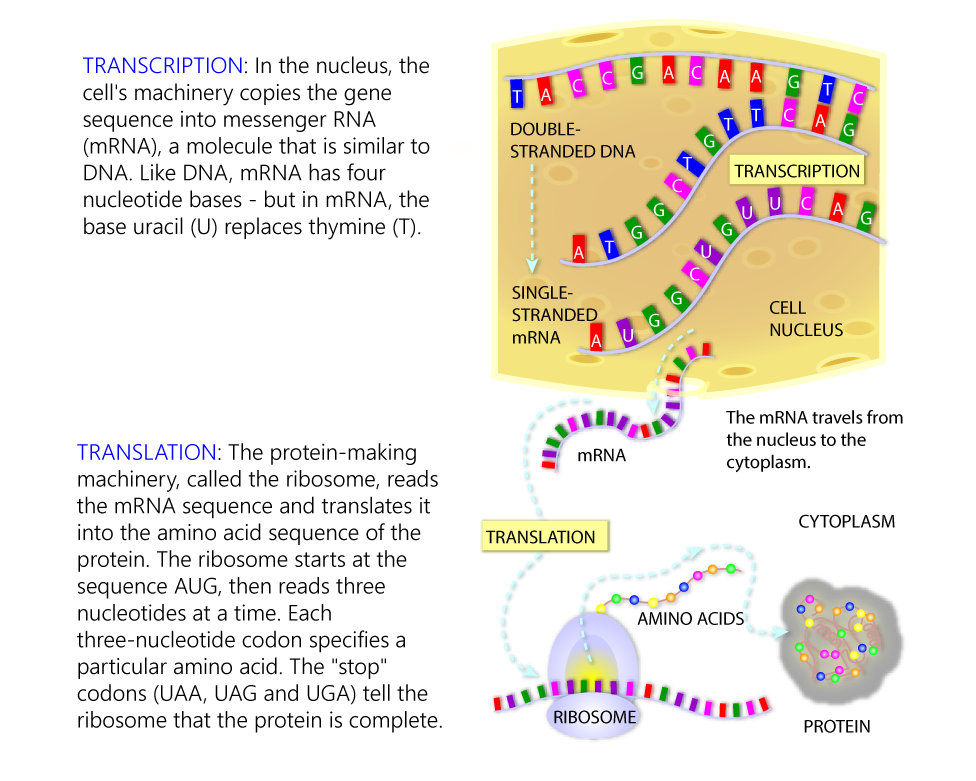 TRANSCRIPTION: In the nucleus, the
cell's machinery copies the gene
sequence into messenger RNA
(mRNA), a molecule that is similar to
DNA. Like DNA, mRNA has four
nucleotide bases - but in mRNA, the
base uracil (U) replaces thymine (T).
T A C C G A C A A G T C
DOUBLE-
STRANDED DNA
A T G G C T G T T C A G
TRANSCRIPTION
SINGLE-
STRANDED
mRNA
A U G G C U G U U C A G
CELL
NUCLEUS
The mRNA travels from
the nucleus to the
cytoplasm.
mRNA
TRANSLATION: The protein-making
machinery, called the ribosome, reads
the mRNA sequence and translates it
into the amino acid sequence of the
protein. The ribosome starts at the
sequence AUG, then reads three
nucleotides at a time. Each
three-nucleotide codon specifies a
particular amino acid. The "stop"
codons (UAA, UAG and UGA) tell the
ribosome that the protein is complete.
TRANSLATION
CYTOPLASM
AMINO ACIDS
RIBOSOME
PROTEIN